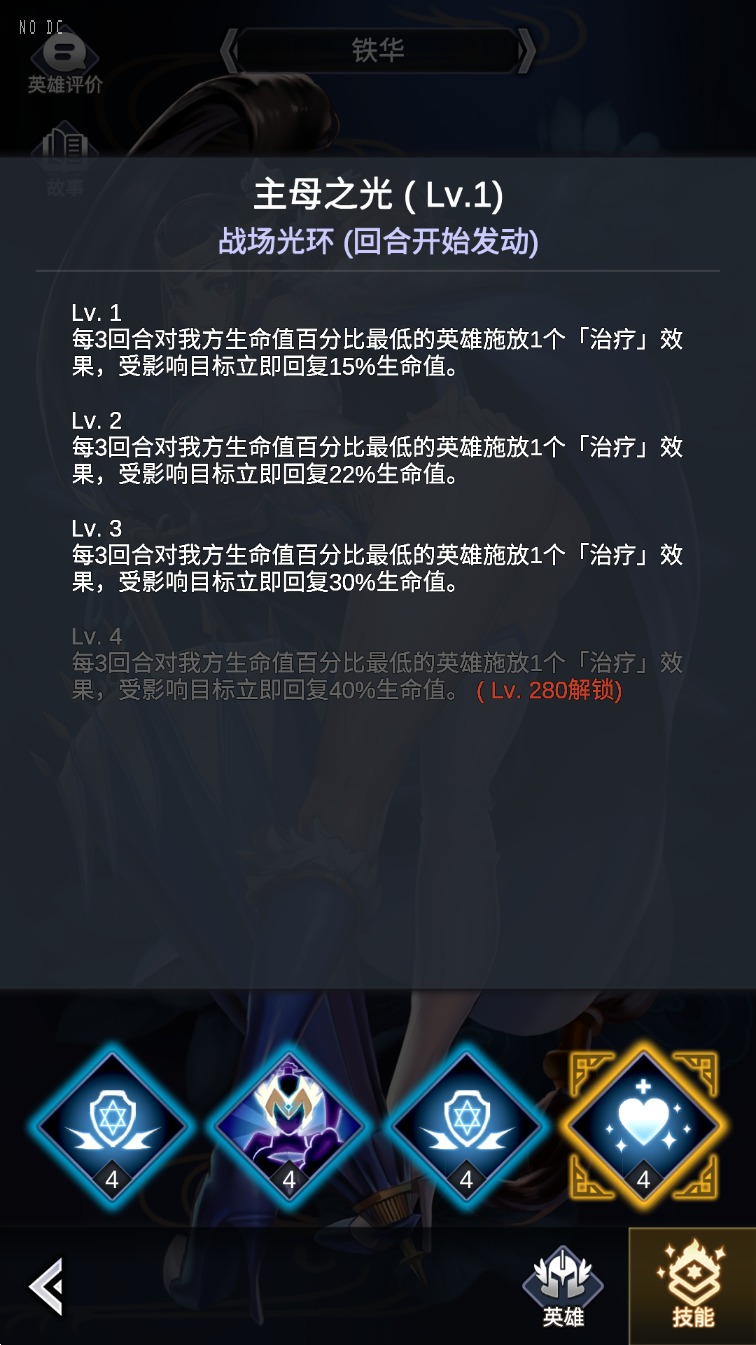 NO DC
铁华
英雄评价
故事
主母之光 ( Lv.1)
战场光环 (回合开始发动)
Lv. 1
每3回合对我方生命值百分比最低的英雄施放1个「治疗」效
果，受影响目标立即回复15%生命值。
Lv. 2
每3回合对我方生命值百分比最低的英雄施放1个「治疗」效
果，受影响目标立即回复22%生命值。
Lv. 3
每3回合对我方生命值百分比最低的英雄施放1个「治疗」效
果，受影响目标立即回复30%生命值。
Lv. 4
每3回合对我方生命值百分比最低的英雄施放1个「治疗」效
果，受影响目标立即回复40%生命值。 ( Lv. 280解锁)
4 4 4 4
英雄 技能